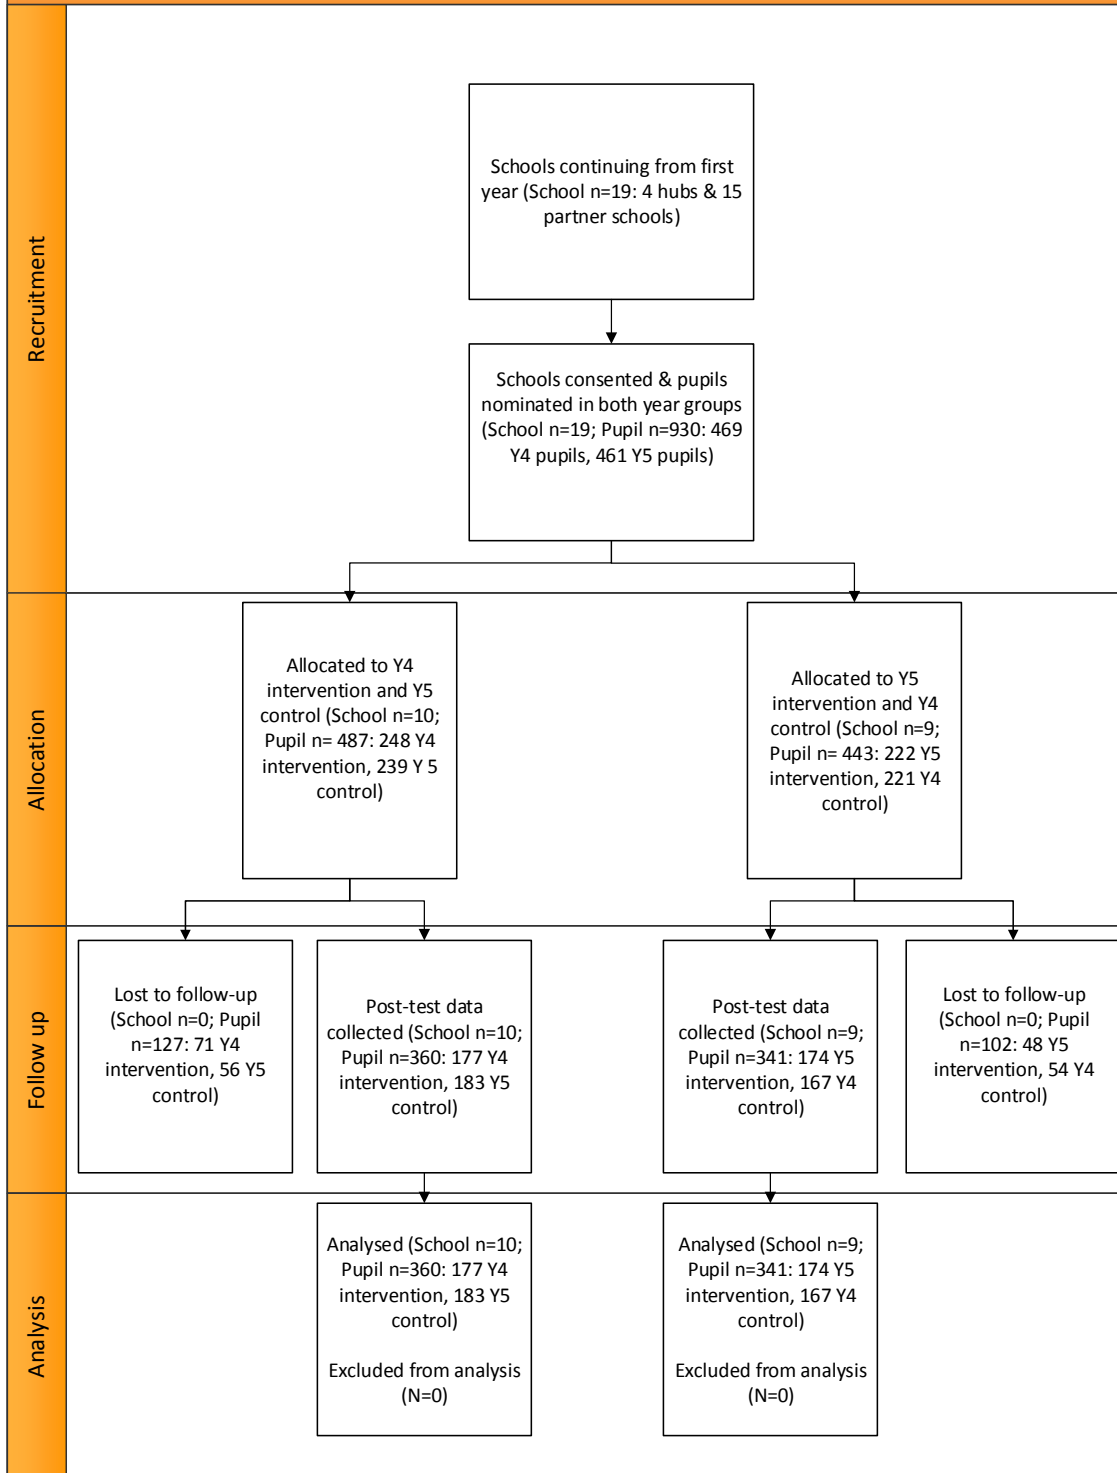 Recruitment
Schools continuing from first
year (School n=19: 4 hubs & 15
partner schools)
Schools consented & pupils
nominated in both year groups
(School n=19; Pupil n=930: 469
Y4 pupils, 461 Y5 pupils)
Allocation
Allocated to Y4
intervention and Y5
control (School n=10;
Pupil n= 487: 248 Y4
intervention, 239 Y 5
control)
Allocated to Y5
intervention and Y4
control (School n=9;
Pupil n= 443: 222 Y5
intervention, 221 Y4
control)
Follow up
Lost to follow-up
(School n=0; Pupil
n=127: 71 Y4
intervention, 56 Y5
control)
Post-test data
collected (School n=10;
Pupil n=360: 177 Y4
intervention, 183 Y5
control)
Post-test data
collected (School n=9;
Pupil n=341: 174 Y5
intervention, 167 Y4
control)
Lost to follow-up
(School n=0; Pupil
n=102: 48 Y5
intervention, 54 Y4
control)
Analysis
Analysed (School n=10;
Pupil n=360: 177 Y4
intervention, 183 Y5
control)
Excluded from analysis
(N=0)
Analysed (School n=9;
Pupil n=341: 174 Y5
intervention, 167 Y4
control)
Excluded from analysis
(N=0)